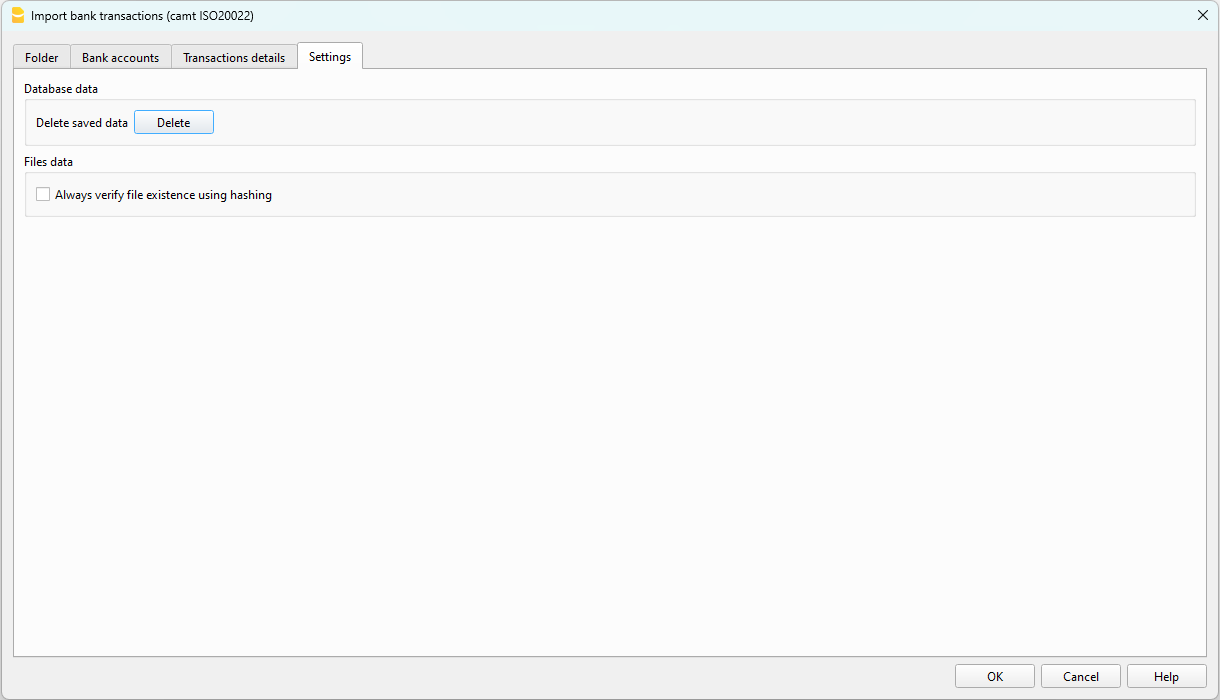 Import bank transactions (camt ISO20022)
Folder
Bank accounts
Transactions details
Settings
Database data
Delete saved data
Delete
Files data
Always verify file existence using hashing
OK
Cancel
Help